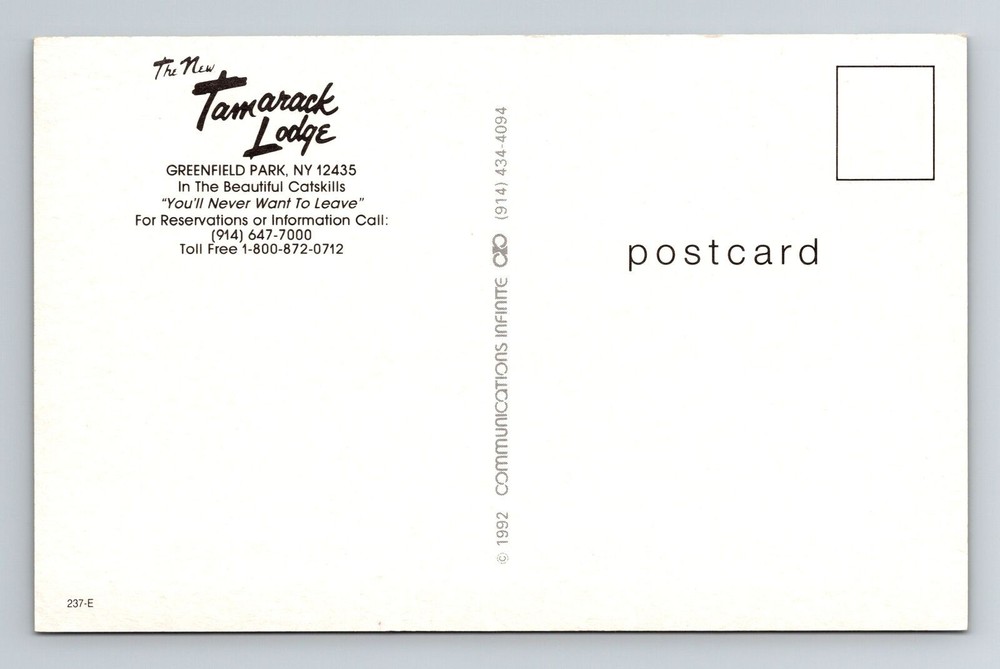 The New
Tamarack
Lodge
GREENFIELD PARK, NY 12435
In The Beautiful Catskills
“You'll Never Want To Leave”
For Reservations or Information Call:
(914) 647-7000
Toll Free 1-800-872-0712
237-E
© 1992 COMMUNICATIONS INFINITE (914) 434-4094
postcard